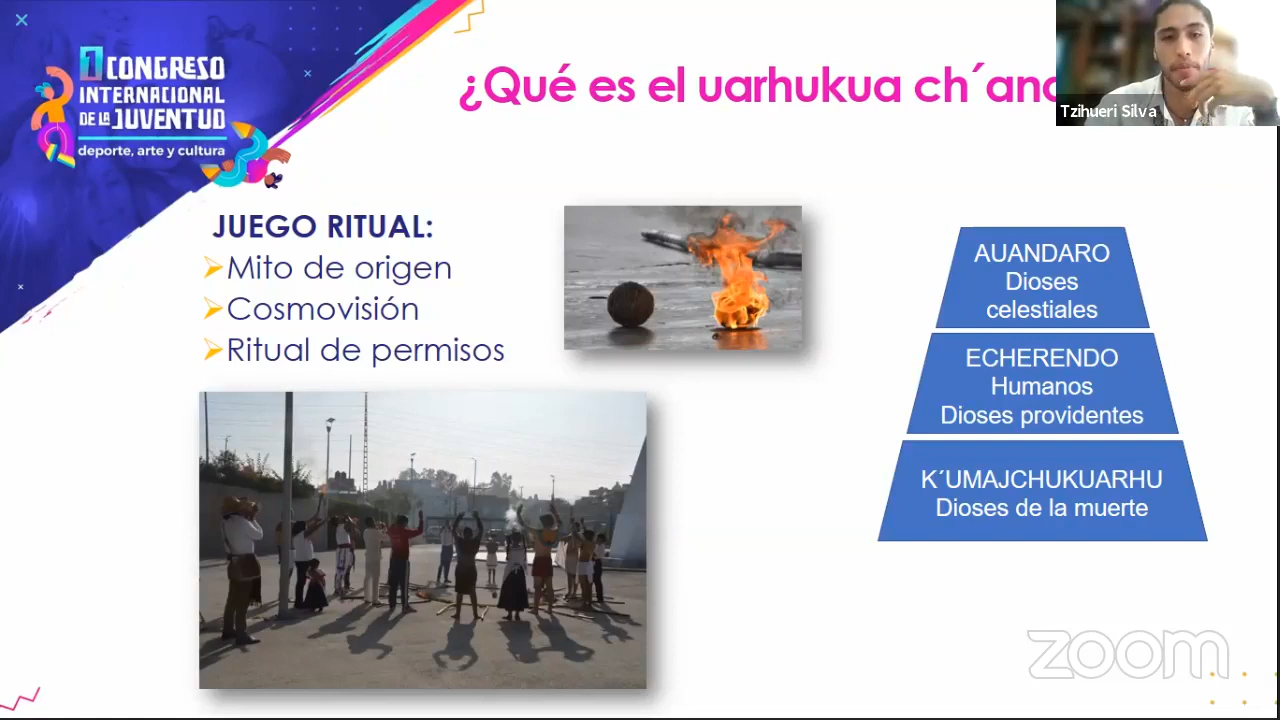 1 CONGRESO
INTERNACIONAL
DE LA JUVENTUD
deporte, arte y cultura
¿Qué es el uarhukua ch´ana
Tzihueri Silva
JUEGO RITUAL:
Mito de origen
Cosmovisión
Ritual de permisos
AUANDARO
Dioses
celestiales
ECHERENDO
Humanos
Dioses providentes
K´UMAJCHUKUARHU
Dioses de la muerte
zoom